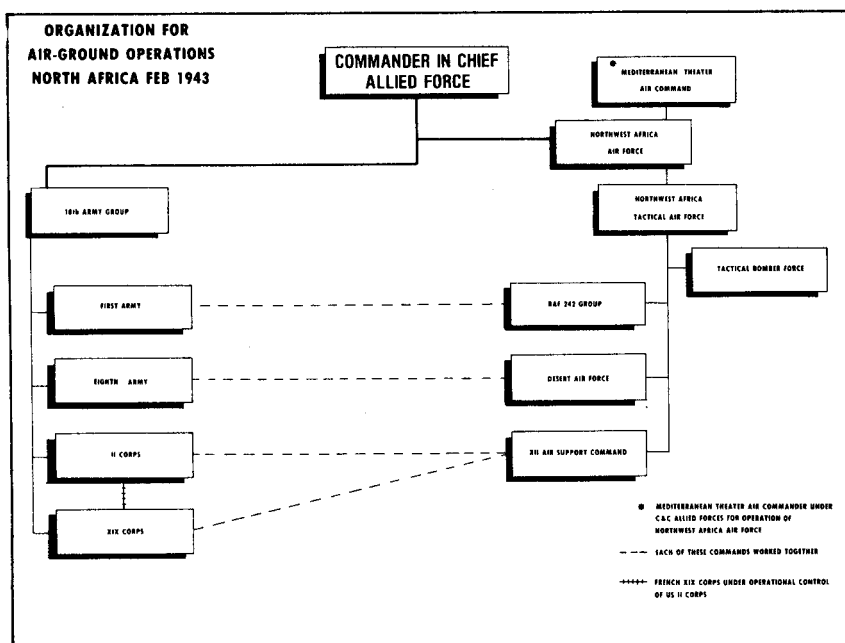 ORGANIZATION FOR
AIR-GROUND OPERATIONS
NORTH AFRICA FEB 1943
COMMANDER IN CHIEF
ALLIED FORCE
MEDITERRANEAN THEATER
AIR COMMAND
NORTHWEST AFRICA
AIR FORCE
18th ARMY GROUP
NORTHWEST AFRICA
TACTICAL AIR FORCE
TACTICAL BOMBER FORCE
FIRST ARMY
RAF 242 GROUP
EIGHTH ARMY
DESERT AIR FORCE
II CORPS
XII AIR SUPPORT COMMAND
XIX CORPS
MEDITERRANEAN THEATER AIR COMMANDER UNDER
C&C ALLIED FORCES FOR OPERATION OF
NORTHWEST AFRICA AIR FORCE
EACH OF THESE COMMANDS WORKED TOGETHER
FRENCH XIX CORPS UNDER OPERATIONAL CONTROL
OF US II CORPS